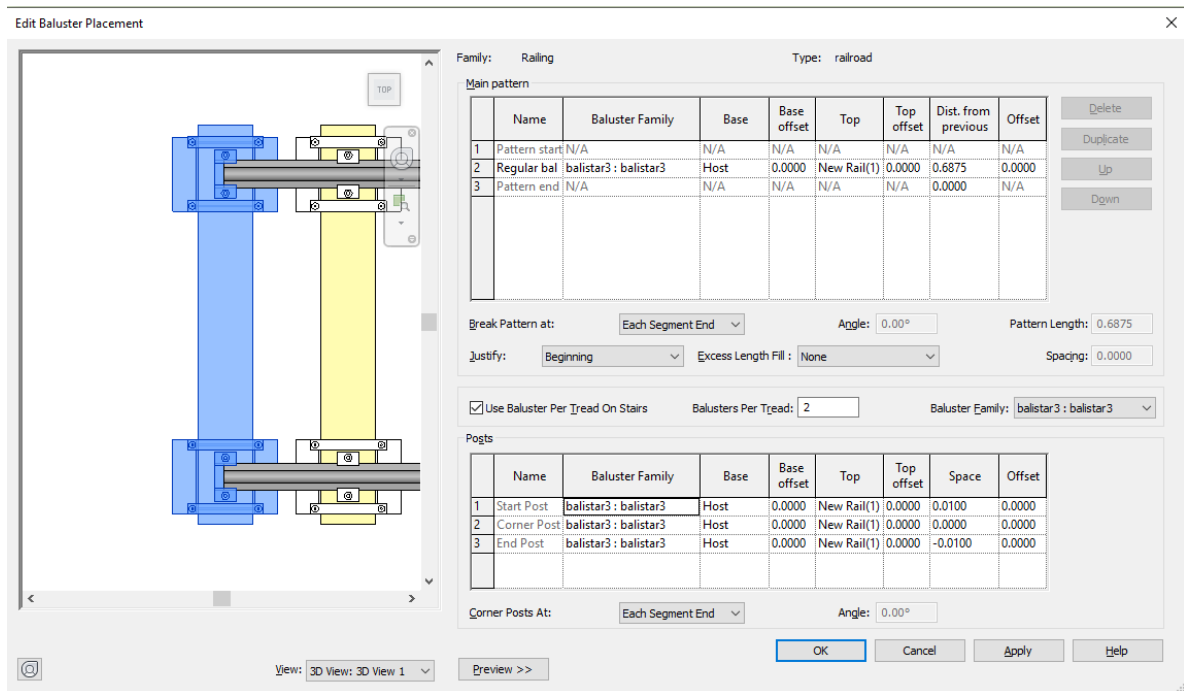 Edit Baluster Placement
TOP
Family: Railing Type: railroad
Main pattern
Name Baluster Family Base Base offset Top Top offset Dist. from previous Offset
1 Pattern start N/A N/A N/A N/A N/A N/A N/A
2 Regular bal balistar3 : balistar3 Host 0.0000 New Rail(1) 0.0000 0.6875 0.0000
3 Pattern end N/A N/A N/A N/A N/A 0.0000 N/A
Delete
Duplicate
Up
Down
Break Pattern at: Each Segment End Angle: 0.00° Pattern Length: 0.6875
Justify: Beginning Excess Length Fill : None Spacing: 0.0000
Use Baluster Per Tread On Stairs Balusters Per Tread: 2 Baluster Family: balistar3 : balistar3
Posts
Name Baluster Family Base Base offset Top Top offset Space Offset
1 Start Post balistar3 : balistar3 Host 0.0000 New Rail(1) 0.0000 0.0100 0.0000
2 Corner Post balistar3 : balistar3 Host 0.0000 New Rail(1) 0.0000 0.0000 0.0000
3 End Post balistar3 : balistar3 Host 0.0000 New Rail(1) 0.0000 -0.0100 0.0000
Corner Posts At: Each Segment End Angle: 0.00°
OK Cancel Apply Help
View: 3D View: 3D View 1 Preview >>